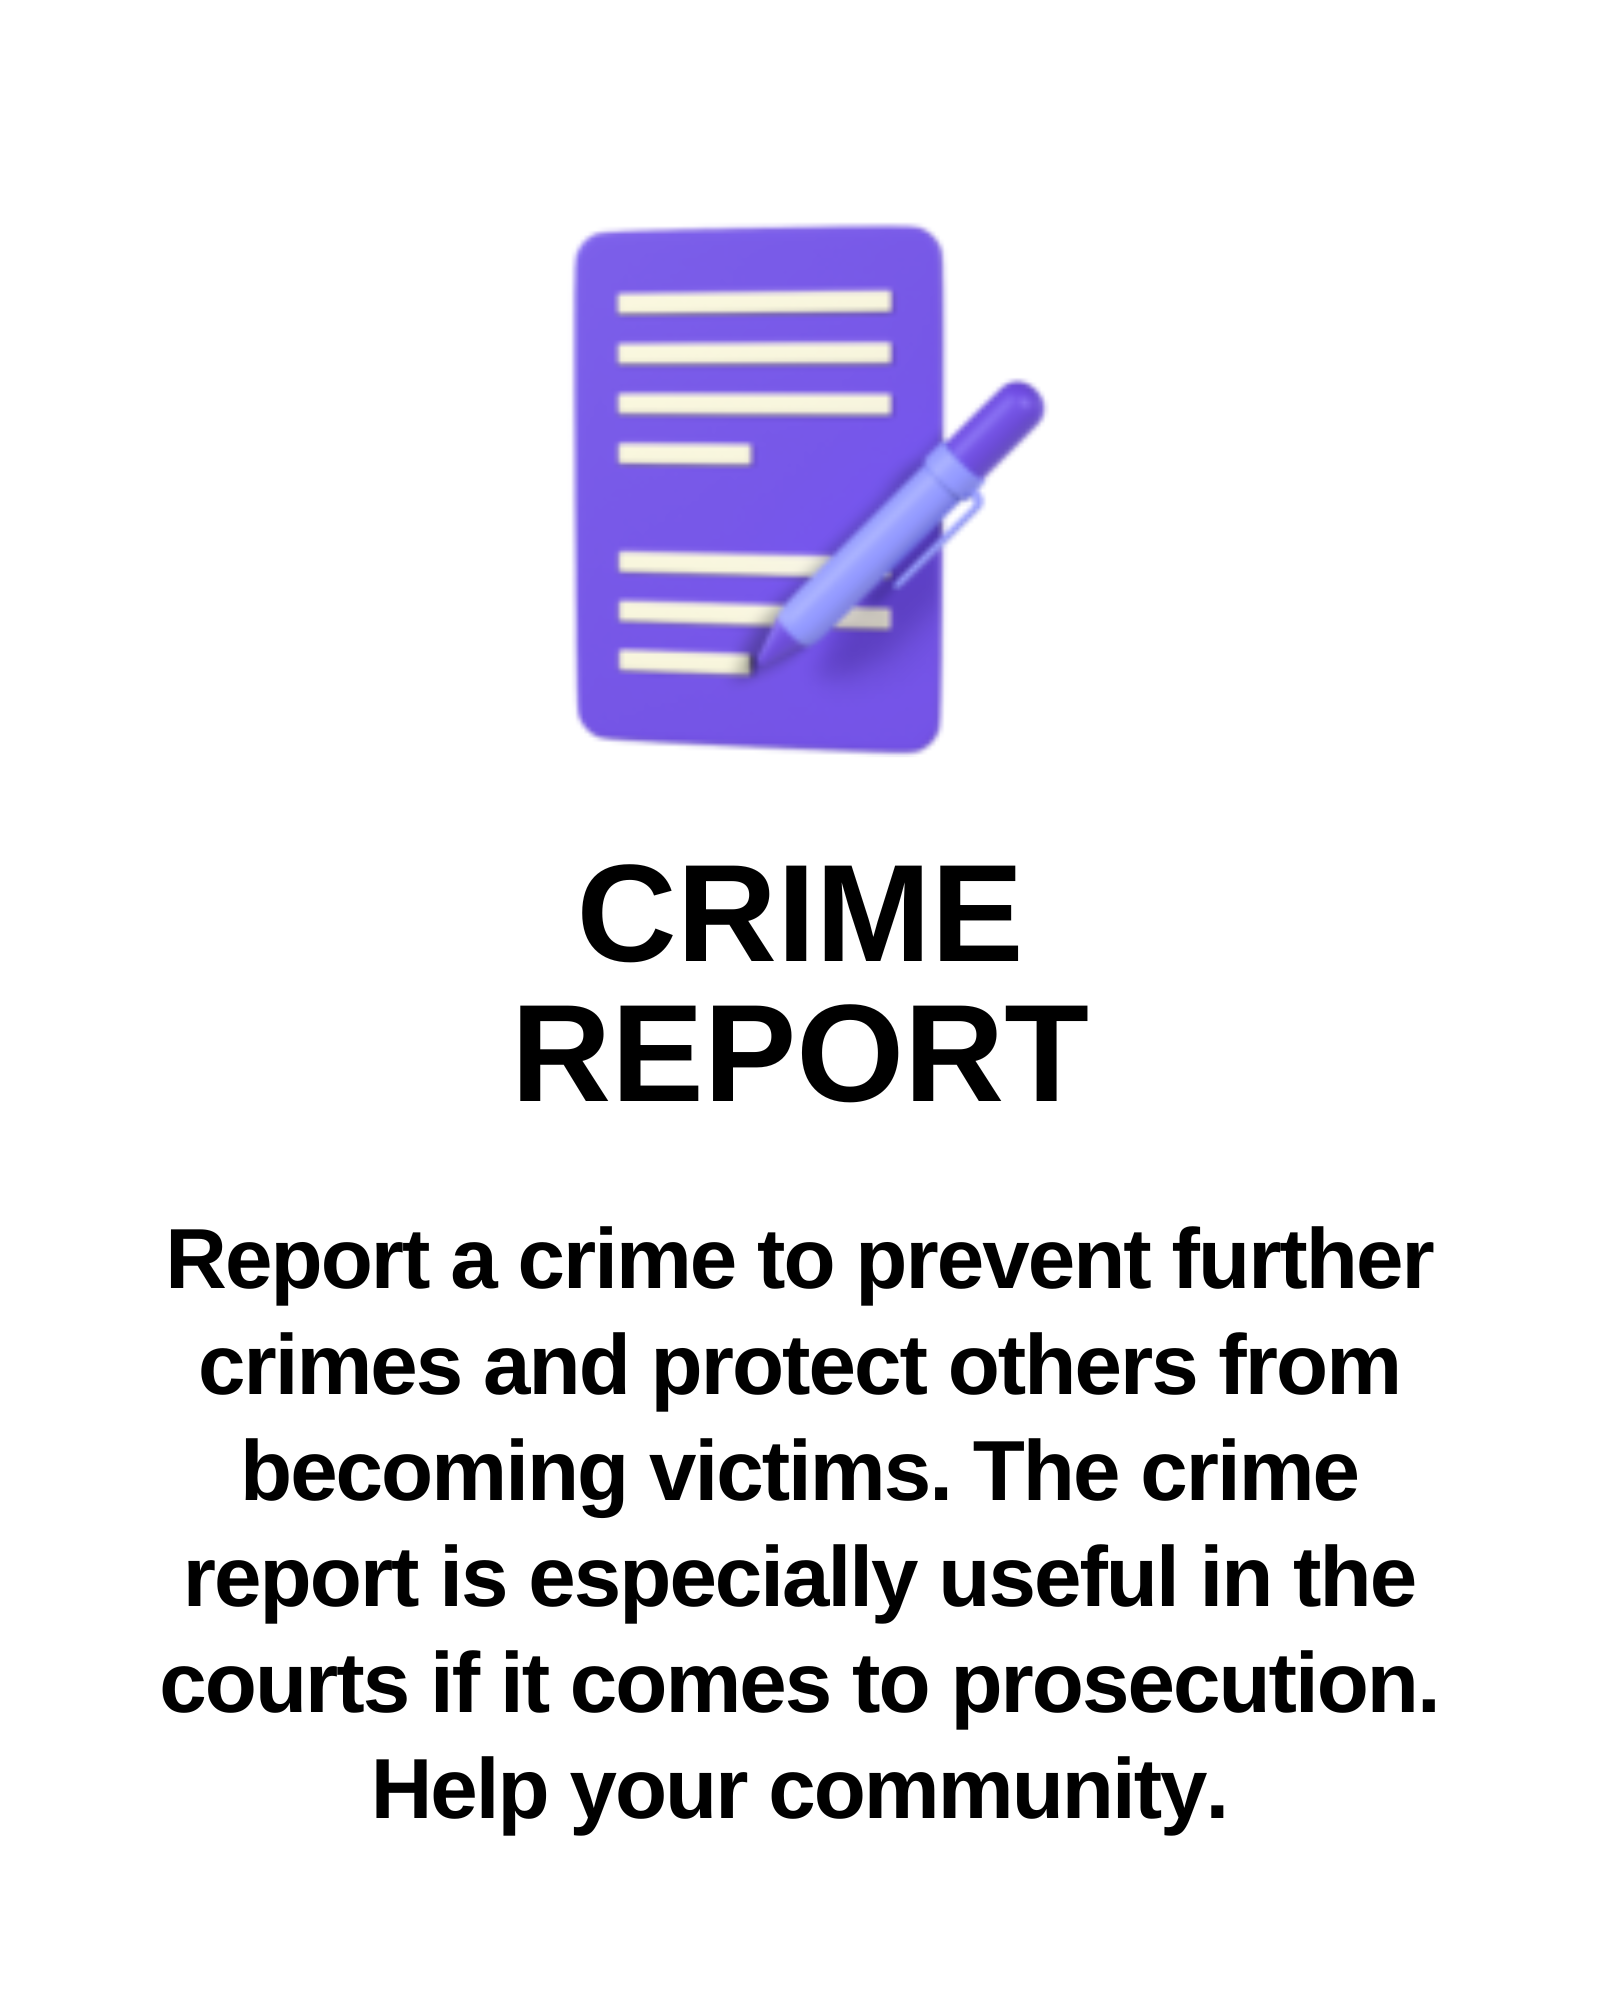 CRIME
REPORT
Report a crime to prevent further
crimes and protect others from
becoming victims. The crime
report is especially useful in the
courts if it comes to prosecution.
Help your community.